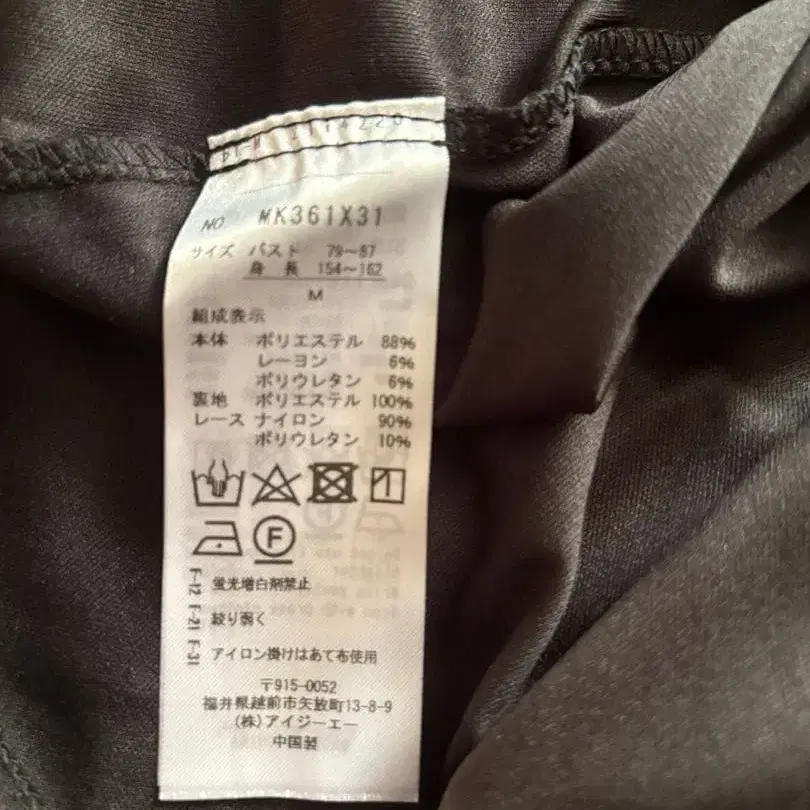 NO MK361X31
サイズ バスト 79～87
身長 154～162
M
組成表示
本体 ポリエステル 88%
レーヨン 6%
ポリウレタン 6%
裏地 ポリエステル 100%
レース ナイロン 90%
ポリウレタン 10%
F
F-12 蛍光増白剤禁止
F-21 絞り弱く
F-31 アイロン掛けはあて布使用
〒915-0052
福井県越前市矢放町13-8-9
(株)アイジーエー
中国製